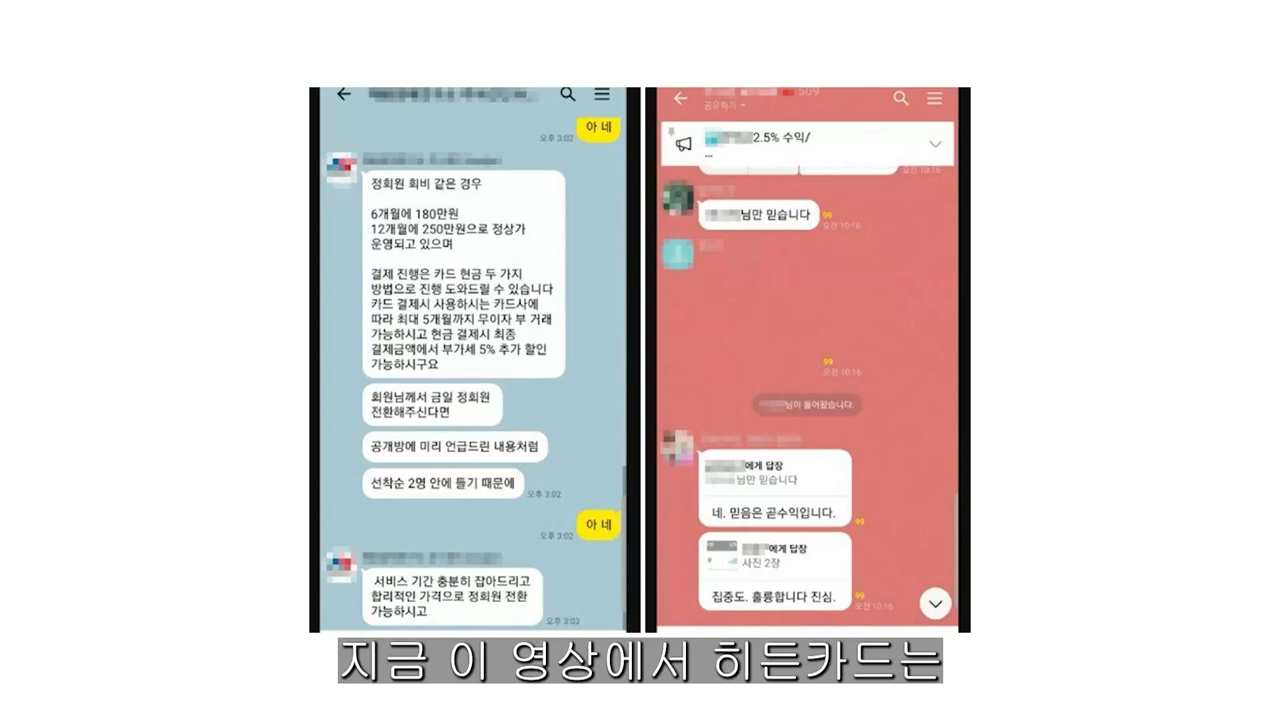 아 네
오후 3:02
정회원 회비 같은 경우
6개월에 180만원
12개월에 250만원으로 정상가
운영되고 있으며
결제 진행은 카드 현금 두 가지
방법으로 진행 도와드릴 수 있습니다
카드 결제시 사용하시는 카드사에
따라 최대 5개월까지 무이자 부 거래
가능하시고 현금 결제시 최종
결제금액에서 부가세 5% 추가 할인
가능하시구요
회원님께서 금일 정회원
전환해주신다면
공개방에 미리 언급드린 내용처럼
선착순 2명 안에 들기 때문에
오후 3:02
아 네
오후 3:02
서비스 기간 충분히 잡아드리고
합리적인 가격으로 정회원 전환
가능하시고
오후 3:03
509
공유하기
2.5% 수익/
...
오전 10:16
님만 믿습니다
99
오전 10:16
99
오전 10:16
님이 들어왔습니다.
에게 답장
님만 믿습니다
네. 믿음은 곧수익입니다.
99
에게 답장
사진 2장
집중도. 훌륭합니다 진심.
99
오전 10:16
지금 이 영상에서 히든카드는